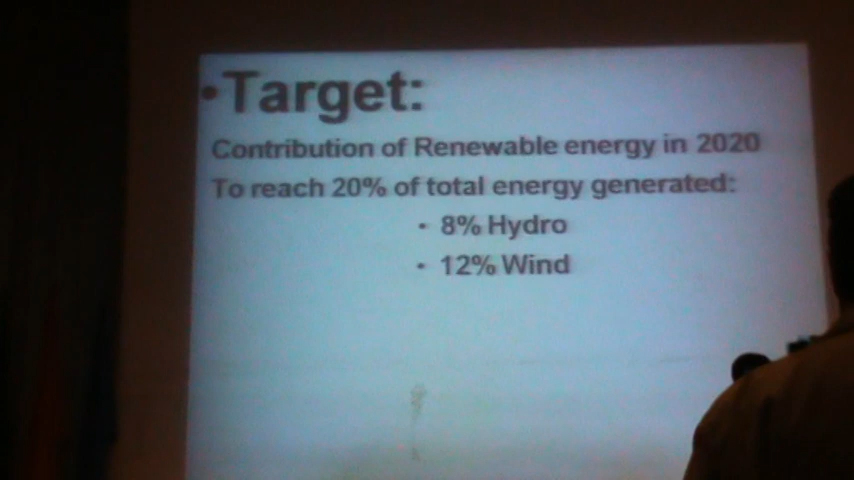 •Target:
Contribution of Renewable energy in 2020
To reach 20% of total energy generated:
• 8% Hydro
• 12% Wind